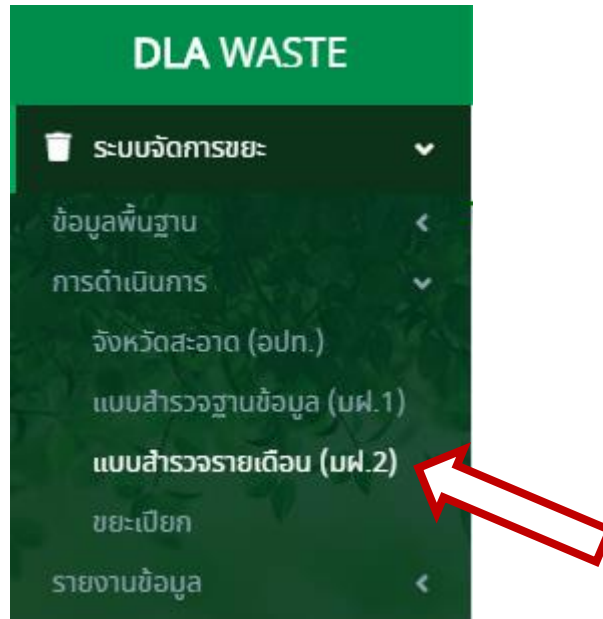 DLA WASTE
ระบบจัดการขยะ
ข้อมูลพื้นฐาน
การดำเนินการ
จังหวัดสะอาด (อปท.)
แบบสำรวจฐานข้อมูล (มฝ.1)
แบบสำรวจรายเดือน (มฝ.2)
ขยะเปียก
รายงานข้อมูล